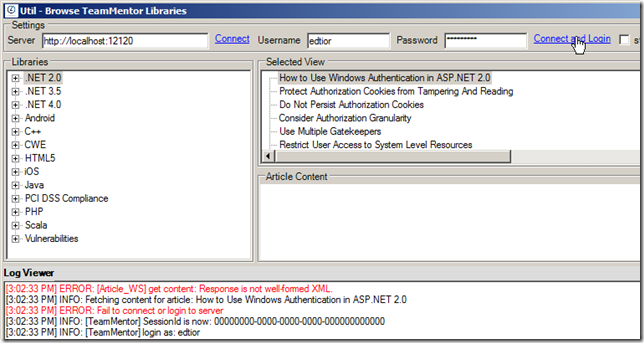 Util - Browse TeamMentor Libraries
Settings
Server http://localhost:12120 Connect Username edtior Password ********* Connect and Login st
Libraries
.NET 2.0
.NET 3.5
.NET 4.0
Android
C++
CWE
HTML5
iOS
Java
PCI DSS Compliance
PHP
Scala
Vulnerabilities
Selected View
How to Use Windows Authentication in ASP.NET 2.0
Protect Authorization Cookies from Tampering And Reading
Do Not Persist Authorization Cookies
Consider Authorization Granularity
Use Multiple Gatekeepers
Restrict User Access to System Level Resources
Article Content
Log Viewer
[3:02:33 PM] ERROR: [Article_WS] get content: Response is not well-formed XML.
[3:02:33 PM] INFO: Fetching content for article: How to Use Windows Authentication in ASP.NET 2.0
[3:02:33 PM] ERROR: Fail to connect or login to server
[3:02:33 PM] INFO: [TeamMentor] SessionId is now: 00000000-0000-0000-0000-000000000000
[3:02:33 PM] INFO: [TeamMentor] login as: edtior